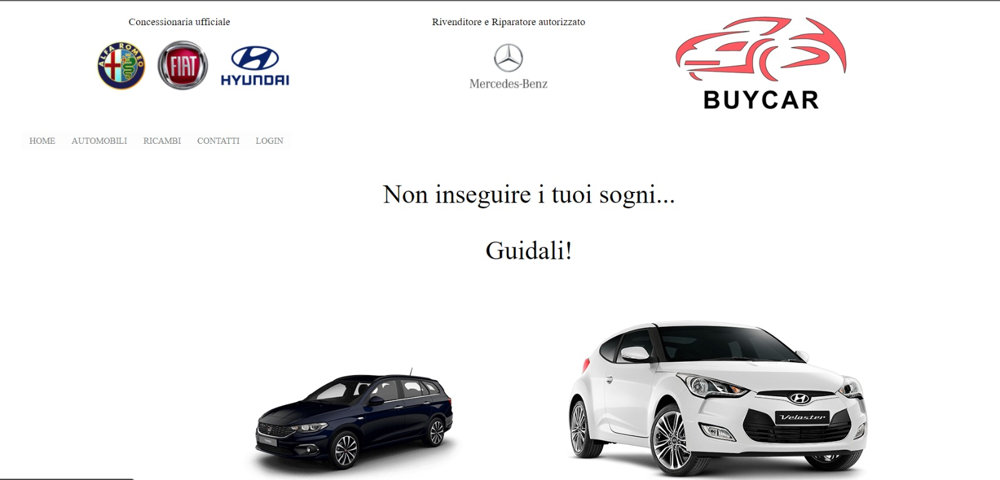 Concessionaria ufficiale
Rivenditore e Riparatore autorizzato
ALFA ROMEO
FIAT
HYUNDAI
Mercedes-Benz
BUYCAR
HOME AUTOMOBILI RICAMBI CONTATTI LOGIN
Non inseguire i tuoi sogni...
Guidali!
Veloster